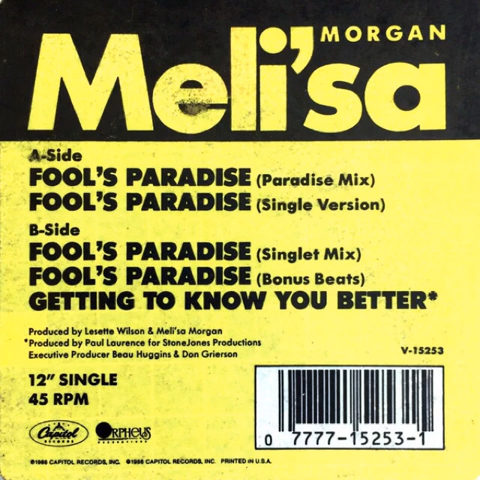 MORGAN
Meli'sa
A-Side
FOOL'S PARADISE (Paradise Mix)
FOOL'S PARADISE (Single Version)
B-Side
FOOL'S PARADISE (Singlet Mix)
FOOL'S PARADISE (Bonus Beats)
GETTING TO KNOW YOU BETTER*
Produced by Lesette Wilson & Meli'sa Morgan
*Produced by Paul Laurence for StoneJones Productions
Executive Producer Beau Huggins & Don Grierson
V-15253
12" SINGLE
45 RPM
Capitol
ORPHEUS
0 7777-15253-1
©1986 CAPITOL RECORDS, INC. ℗1986 CAPITOL RECORDS, INC. PRINTED IN U.S.A.